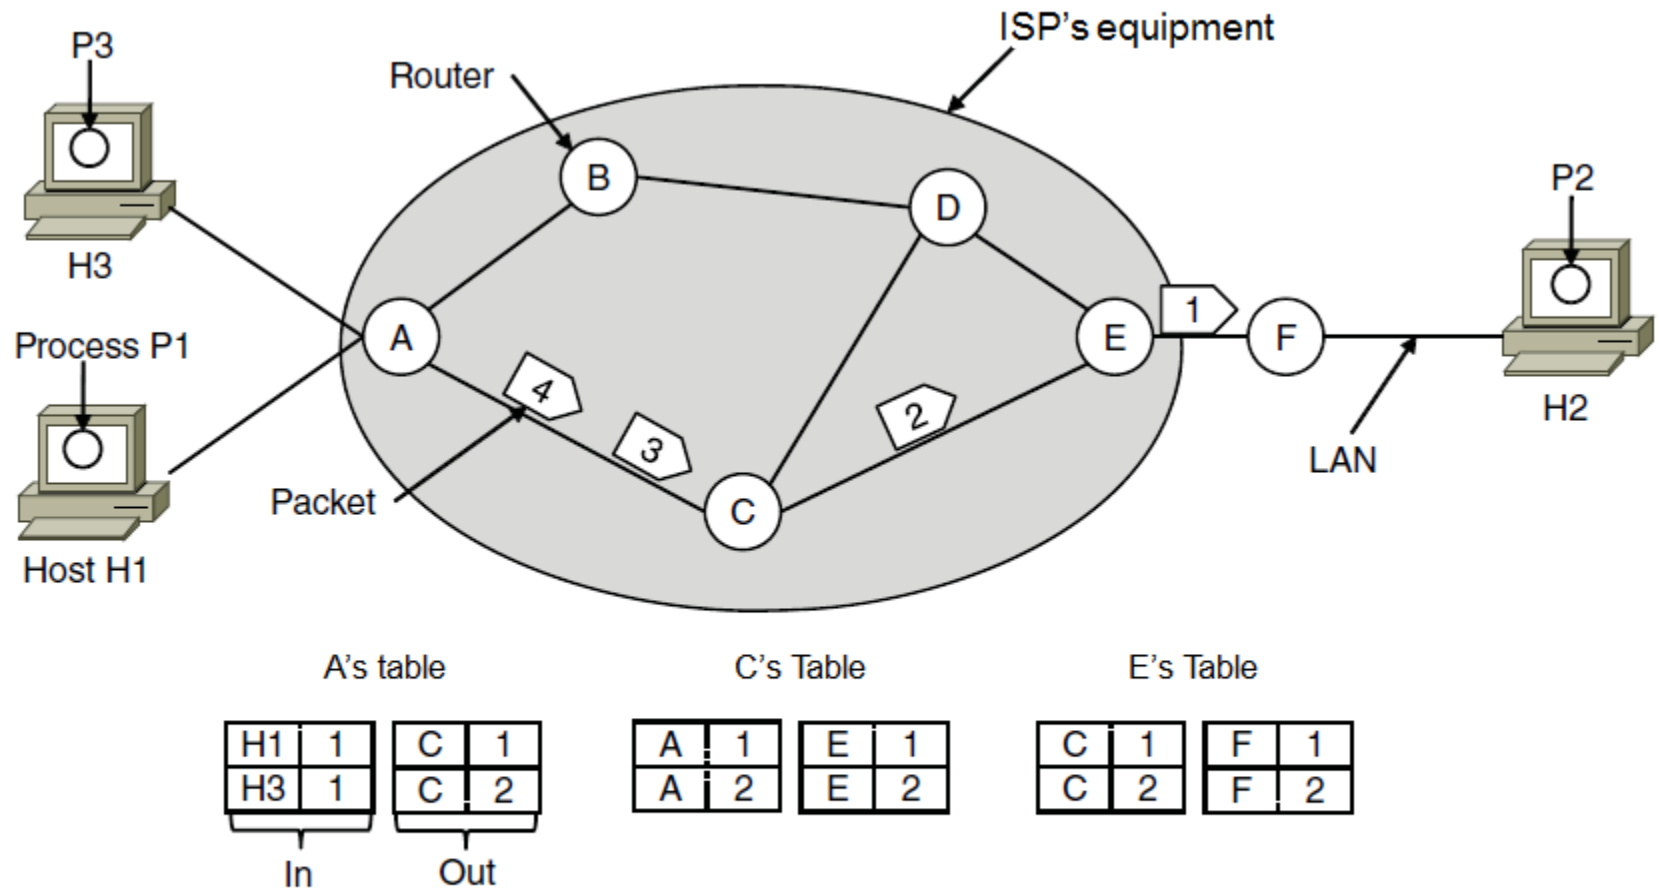 ISP's equipment
P3
Router
B
D
P2
H3
Process P1
A
4
3
2
1
E
F
C
Packet
LAN
H2
Host H1
A's table
C's Table
E's Table
H1 1 C 1
A 1 E 1
C 1 F 1
H3 1 C 2
A 2 E 2
C 2 F 2
In
Out